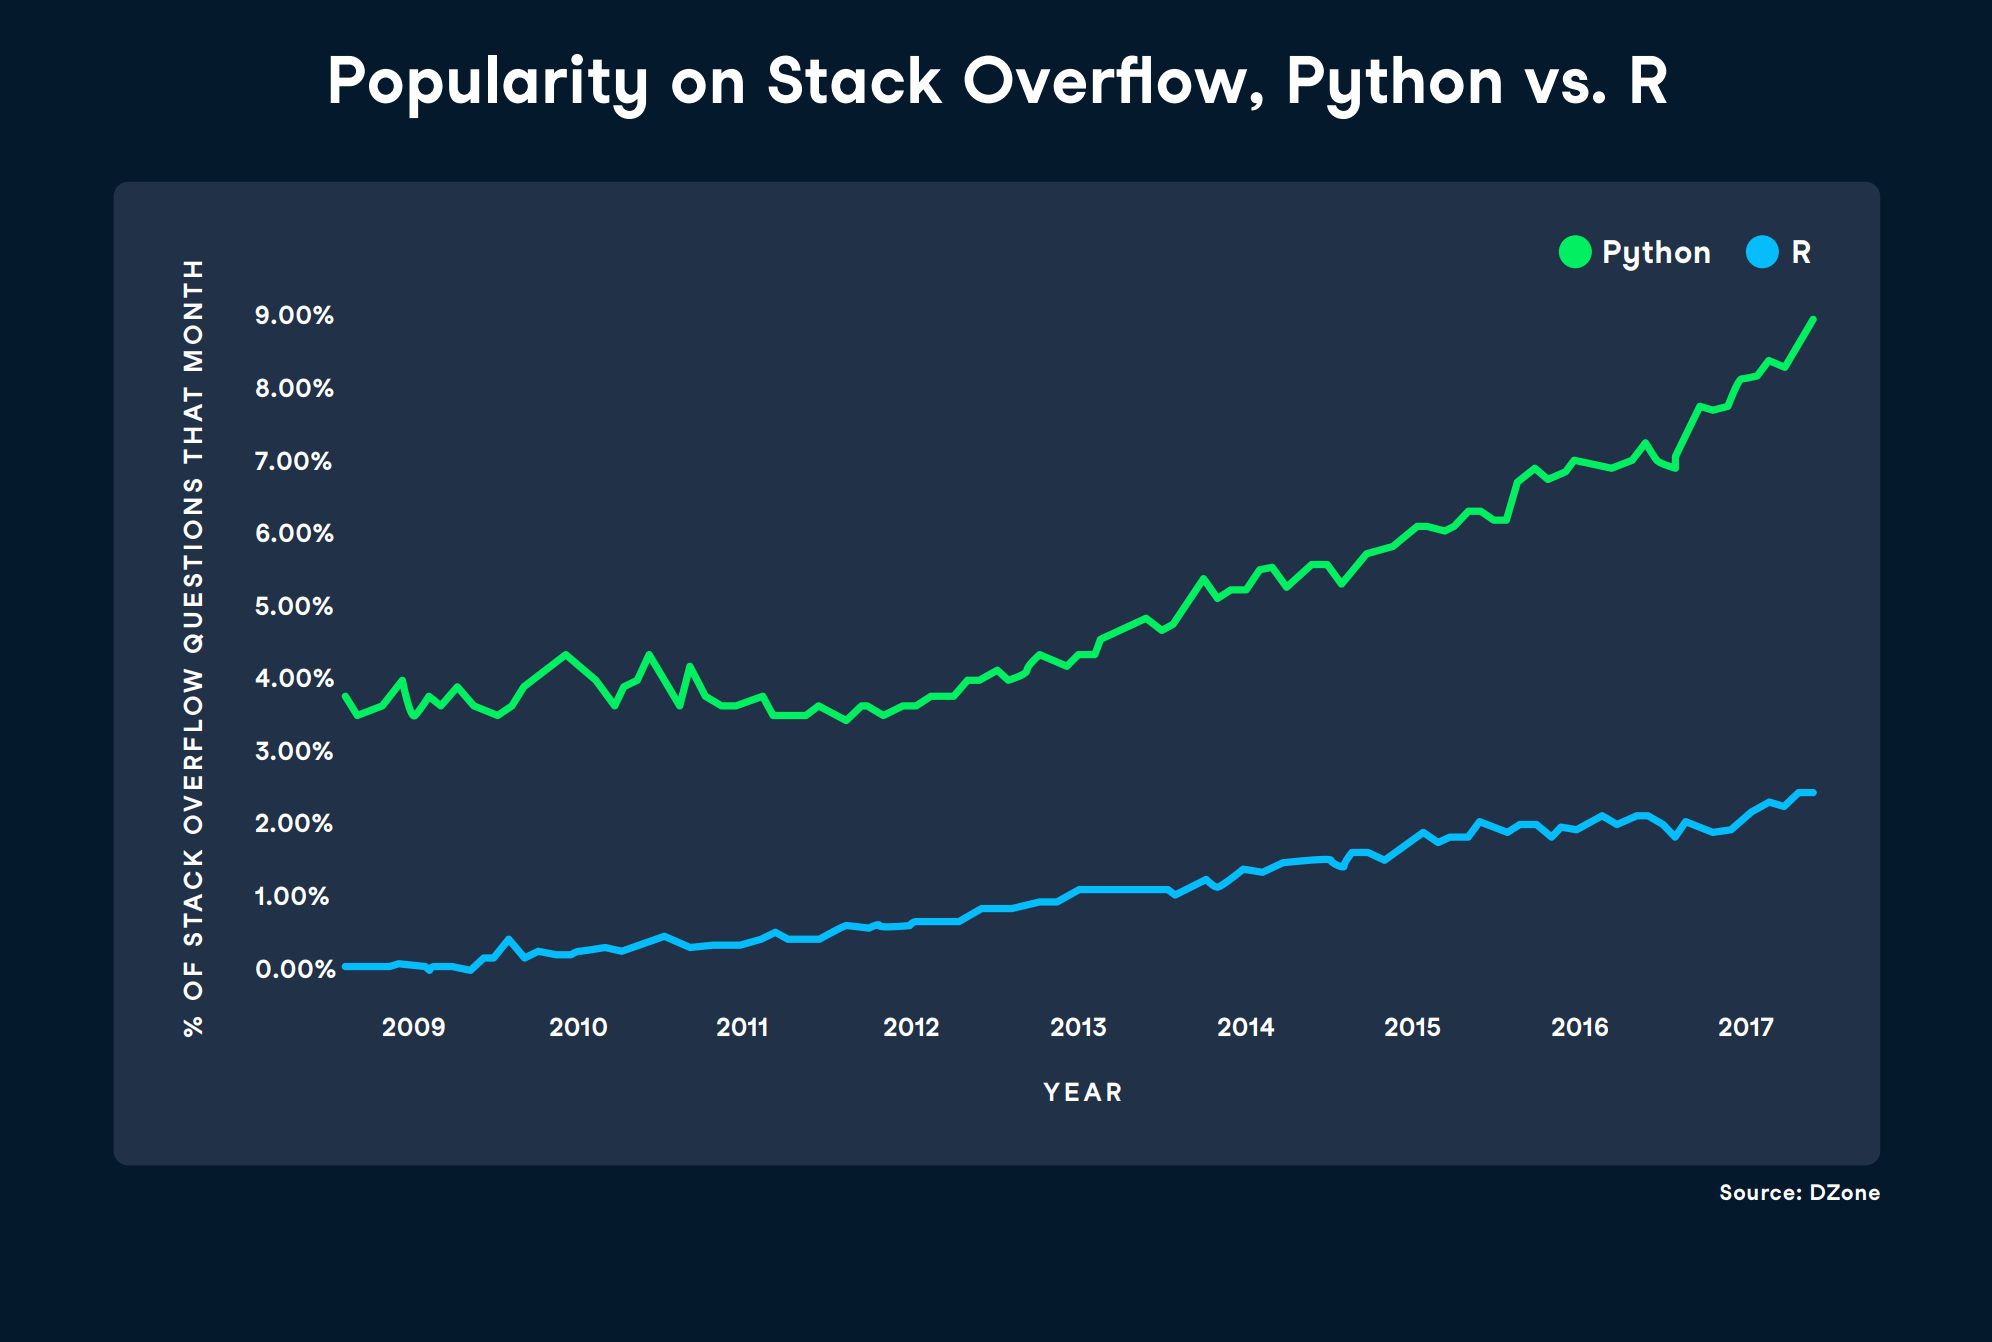 Popularity on Stack Overflow, Python vs. R
Python
R
% OF STACK OVERFLOW QUESTIONS THAT MONTH
9.00%
8.00%
7.00%
6.00%
5.00%
4.00%
3.00%
2.00%
1.00%
0.00%
2009 2010 2011 2012 2013 2014 2015 2016 2017
YEAR
Source: DZone